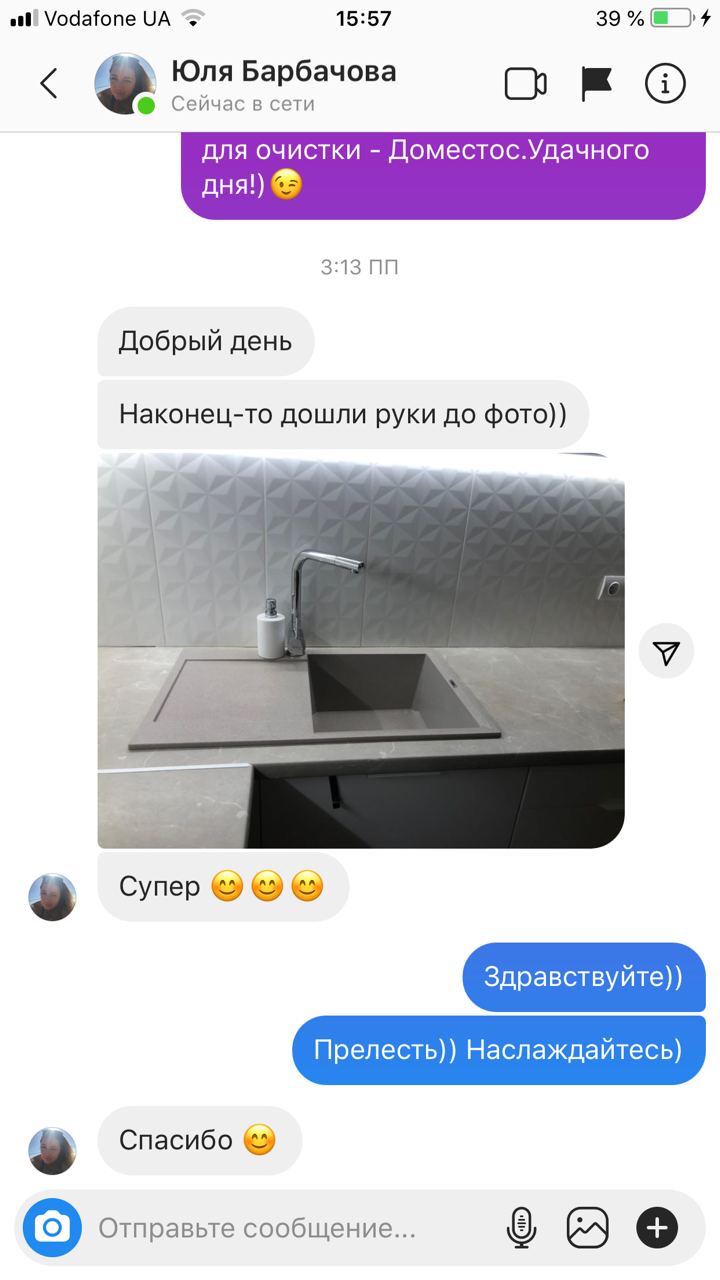 Vodafone UA 15:57 39 %
Юля Барбачова
Сейчас в сети
для очистки - Доместос.Удачного
дня!)😉
3:13 ПП
Добрый день
Наконец-то дошли руки до фото))
Супер 😊😊😊
Здравствуйте))
Прелесть)) Наслаждайтесь)
Спасибо 😊
Отправьте сообщение...